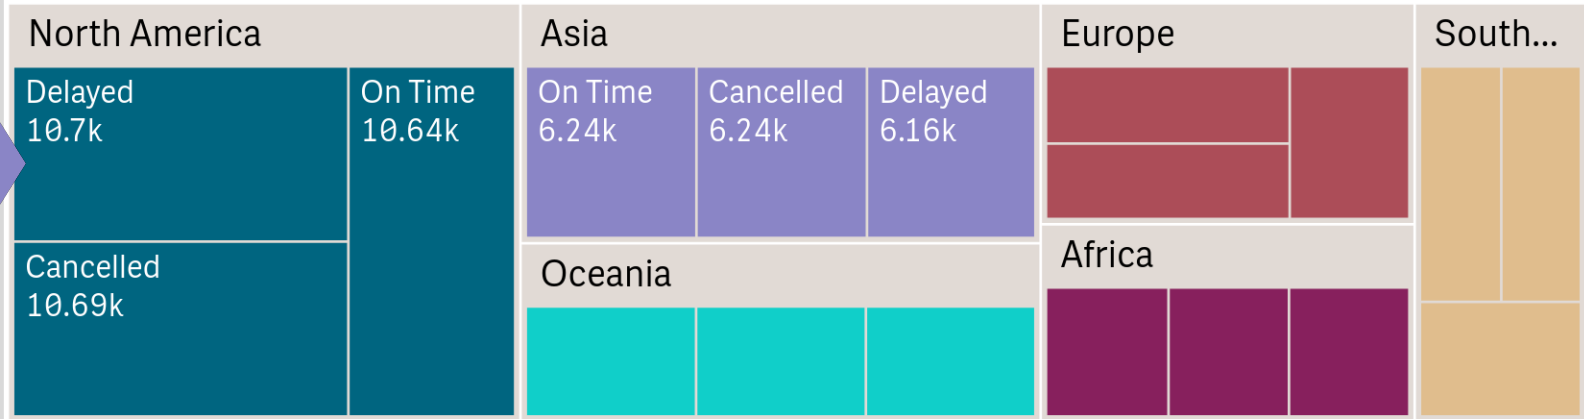 North America
Delayed
10.7k
On Time
10.64k
Cancelled
10.69k
Asia
On Time
6.24k
Cancelled
6.24k
Delayed
6.16k
Oceania
Europe
Africa
South...